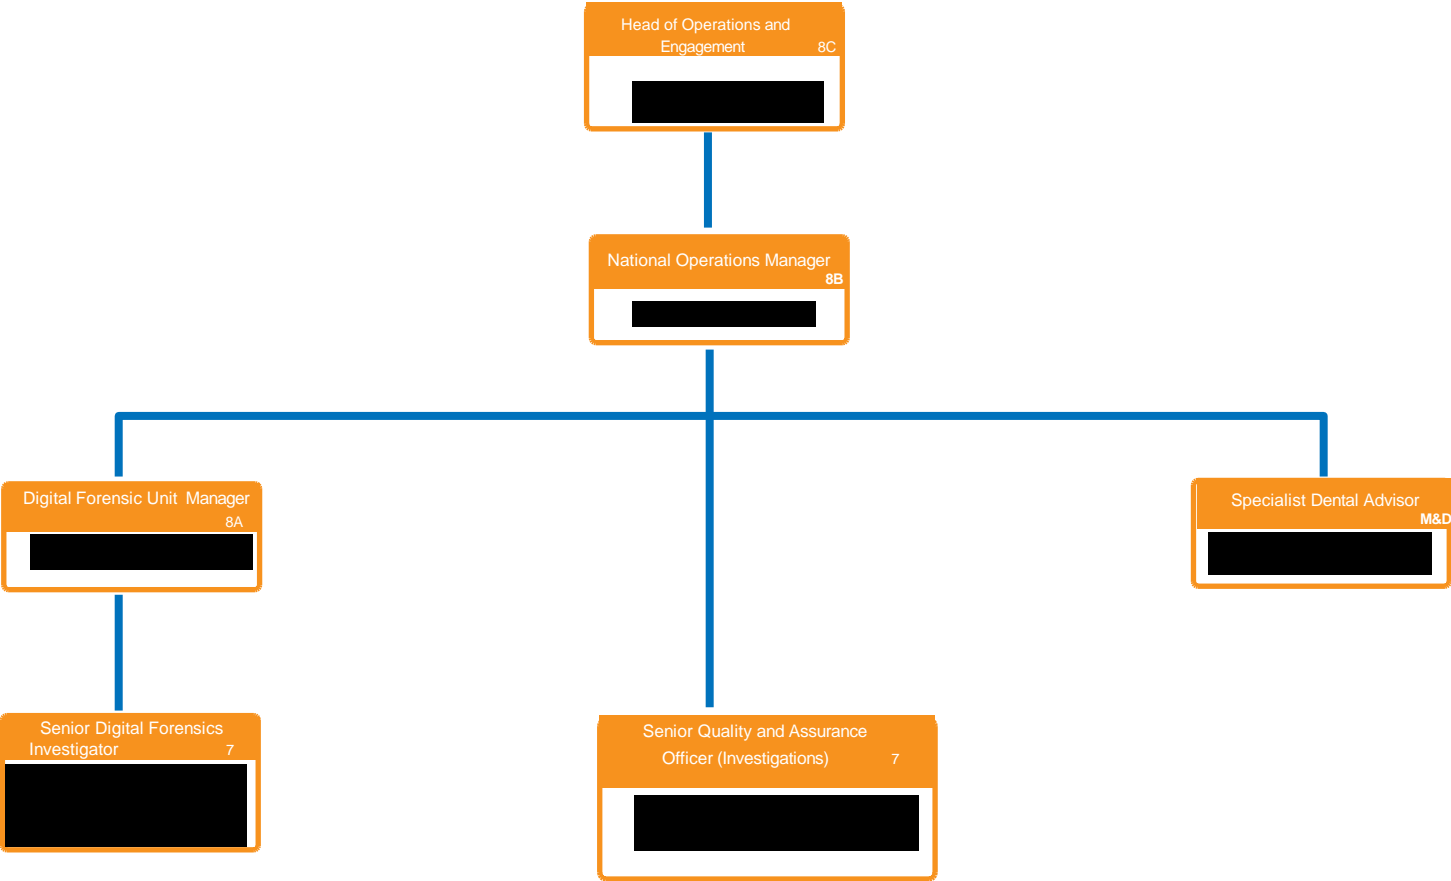 Head of Operations and
Engagement 8C
National Operations Manager
8B
Digital Forensic Unit Manager
8A
Specialist Dental Advisor
M&D
Senior Digital Forensics
Investigator 7
Senior Quality and Assurance
Officer (Investigations) 7